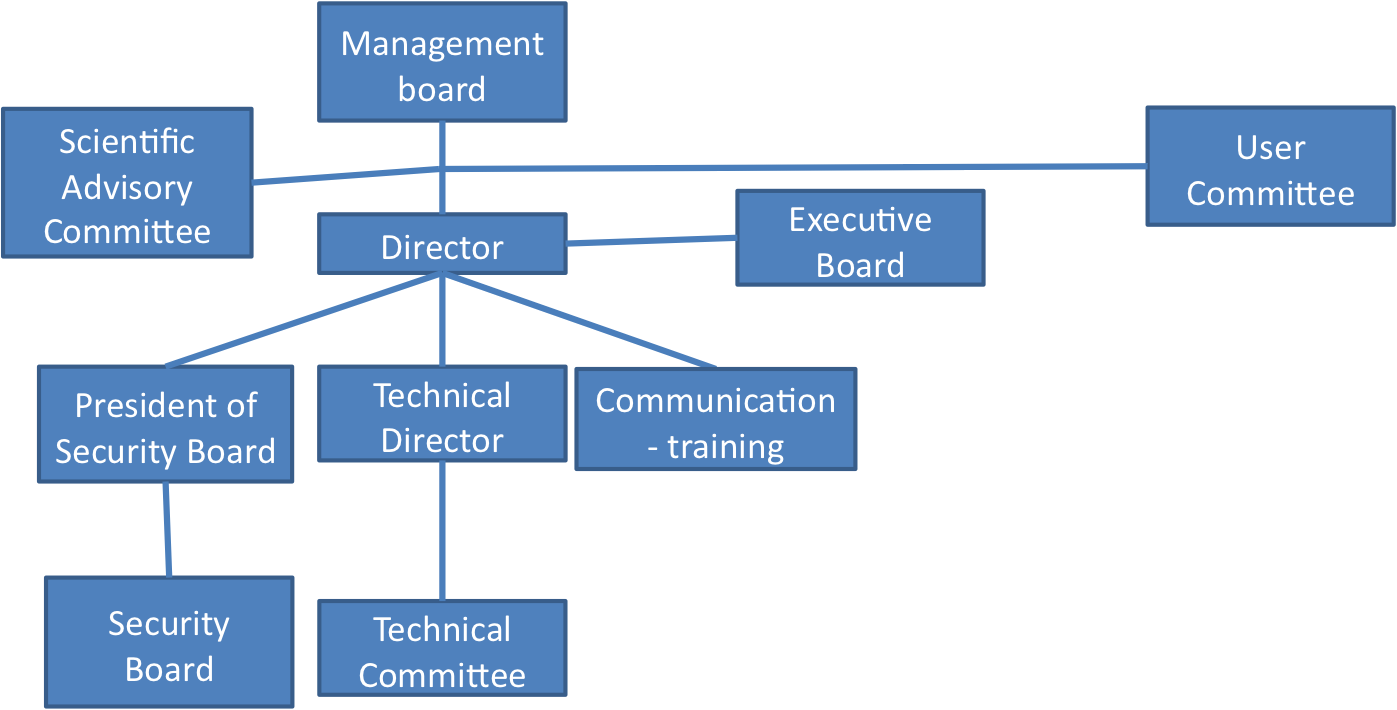 Management
board
Scientific
Advisory
Committee
User
Committee
Director
Executive
Board
President of
Security Board
Technical
Director
Communication
- training
Security
Board
Technical
Committee